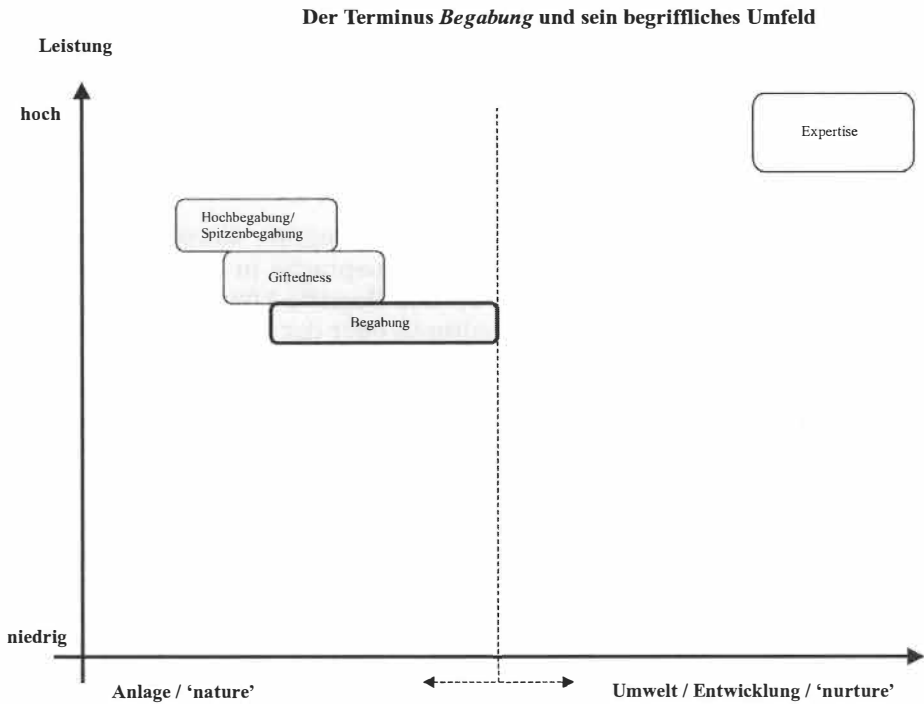 Der Terminus Begabung und sein begriffliches Umfeld
Leistung
hoch
Expertise
Hochbegabung/
Spitzenbegabung
Giftedness
Begabung
niedrig
Anlage / ‘nature’
Umwelt / Entwicklung / ‘nurture’